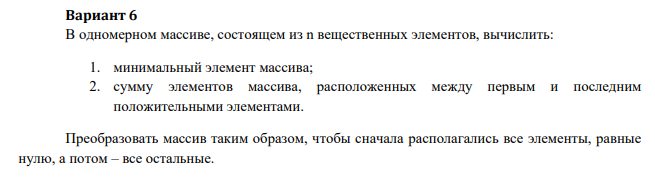 Вариант 6
В одномерном массиве, состоящем из n вещественных элементов, вычислить:
1. минимальный элемент массива;
2. сумму элементов массива, расположенных между первым и последним
положительными элементами.
Преобразовать массив таким образом, чтобы сначала располагались все элементы, равные
нулю, а потом – все остальные.